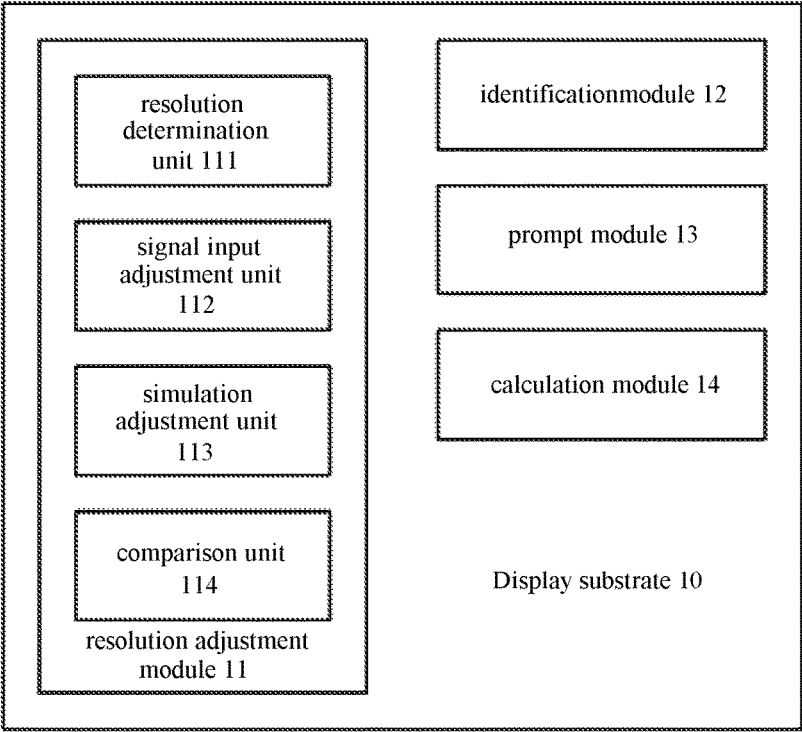 resolution
determination
unit 111
signal input
adjustment unit
112
simulation
adjustment unit
113
comparison unit
114
resolution adjustment
module 11
identificationmodule 12
prompt module 13
calculation module 14
Display substrate 10